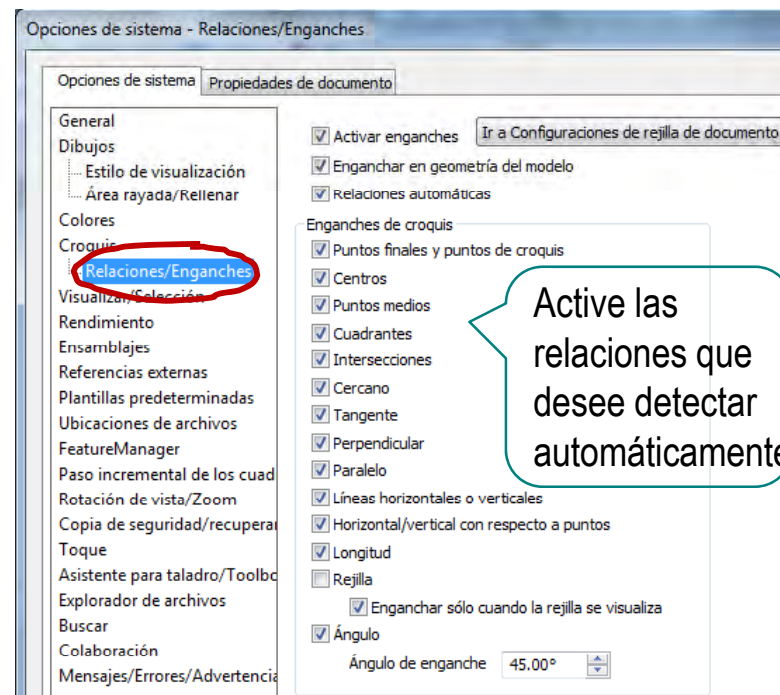 Opciones de sistema - Relaciones/Enganches
Opciones de sistema
Propiedades de documento
General
Dibujos
Estilo de visualización
Área rayada/Rellenar
Colores
Croquis
Relaciones/Enganches
Visualizar/Selección
Rendimiento
Ensamblajes
Referencias externas
Plantillas predeterminadas
Ubicaciones de archivos
FeatureManager
Paso incremental de los cuad
Rotación de vista/Zoom
Copia de seguridad/recupera
Toque
Asistente para taladro/Toolbo
Explorador de archivos
Buscar
Colaboración
Mensajes/Errores/Advertencia
Activar enganches
Ir a Configuraciones de rejilla de documento
Enganchar en geometría del modelo
Relaciones automáticas
Enganches de croquis
Puntos finales y puntos de croquis
Centros
Puntos medios
Cuadrantes
Intersecciones
Cercano
Tangente
Perpendicular
Paralelo
Líneas horizontales o verticales
Horizontal/vertical con respecto a puntos
Longitud
Rejilla
Enganchar sólo cuando la rejilla se visualiza
Ángulo
Ángulo de enganche 45.00°
Active las
relaciones que
desee detectar
automáticamente